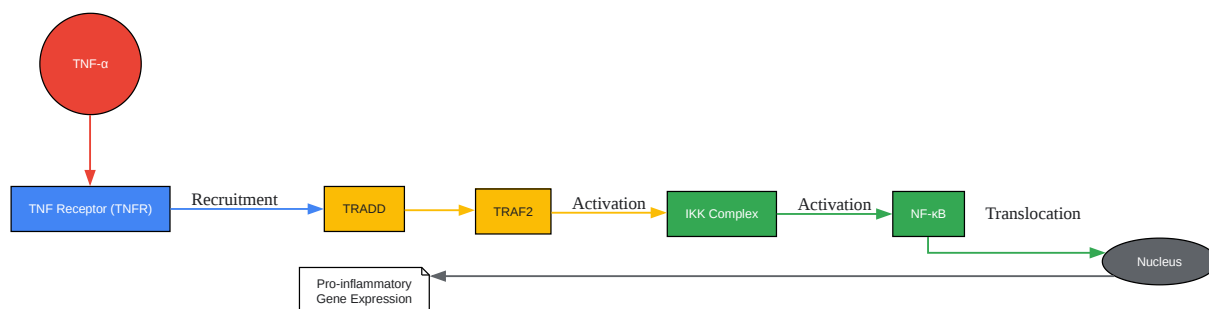 TNF-α
TNF Receptor (TNFR)
Recruitment
TRADD
TRAF2
Activation
IKK Complex
Activation
NF-κB
Translocation
Nucleus
Pro-inflammatory
Gene Expression